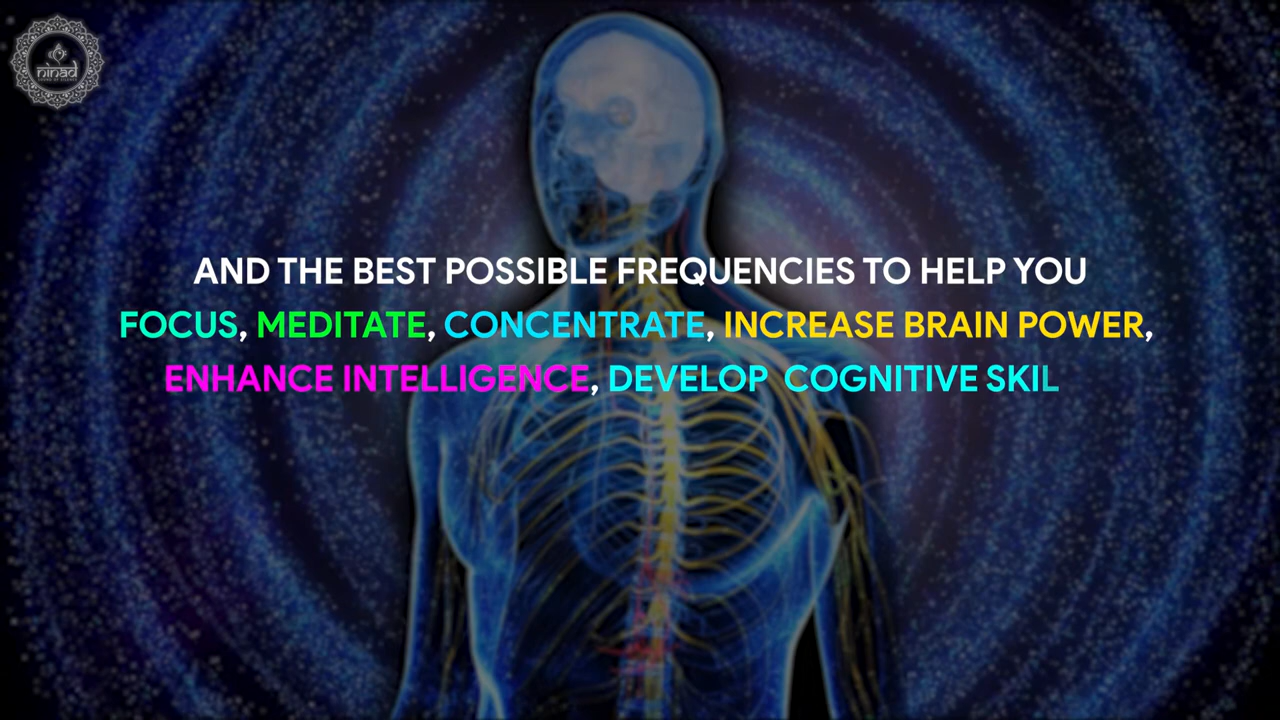 ninad
AND THE BEST POSSIBLE FREQUENCIES TO HELP YOU
FOCUS, MEDITATE, CONCENTRATE, INCREASE BRAIN POWER,
ENHANCE INTELLIGENCE, DEVELOP COGNITIVE SKIL